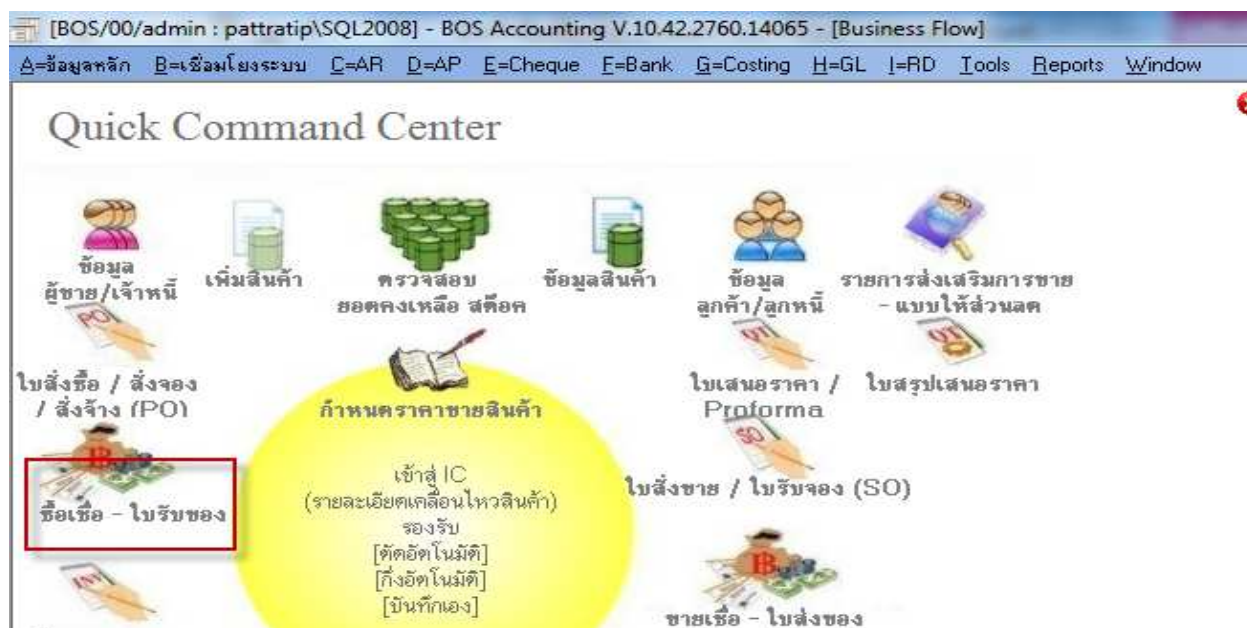 [BOS/00/admin : pattratip\SQL2008] - BOS Accounting V.10.42.2760.14065 - [Business Flow]
A=ข้อมูลหลัก B=เชื่อมโยงระบบ C=AR D=AP E=Cheque F=Bank G=Costing H=GL I=RD Tools Reports Window
Quick Command Center
ข้อมูล
ผู้ขาย/เจ้าหนี้
เพิ่มสินค้า
ตรวจสอบ
ยอดคงเหลือ สต๊อค
ข้อมูลสินค้า
ข้อมูล
ลูกค้า/ลูกหนี้
รายการส่งเสริมการขาย
- แบบให้ส่วนลด
PO
QT
QT
ใบสั่งซื้อ / สั่งจอง
/ สั่งจ้าง (PO)
กำหนดราคาขายสินค้า
ใบเสนอราคา /
Proforma
ใบสรุปเสนอราคา
SO
B
ซื้อเชื่อ - ใบรับของ
เข้าสู่ IC
(รายละเอียดเคลื่อนไหวสินค้า)
รองรับ
[ตัดอัตโนมัติ]
[กึ่งอัตโนมัติ]
[บันทึกเอง]
ใบสั่งขาย / ใบรับจอง (SO)
INV
B
ขายเชื่อ - ใบส่งของ